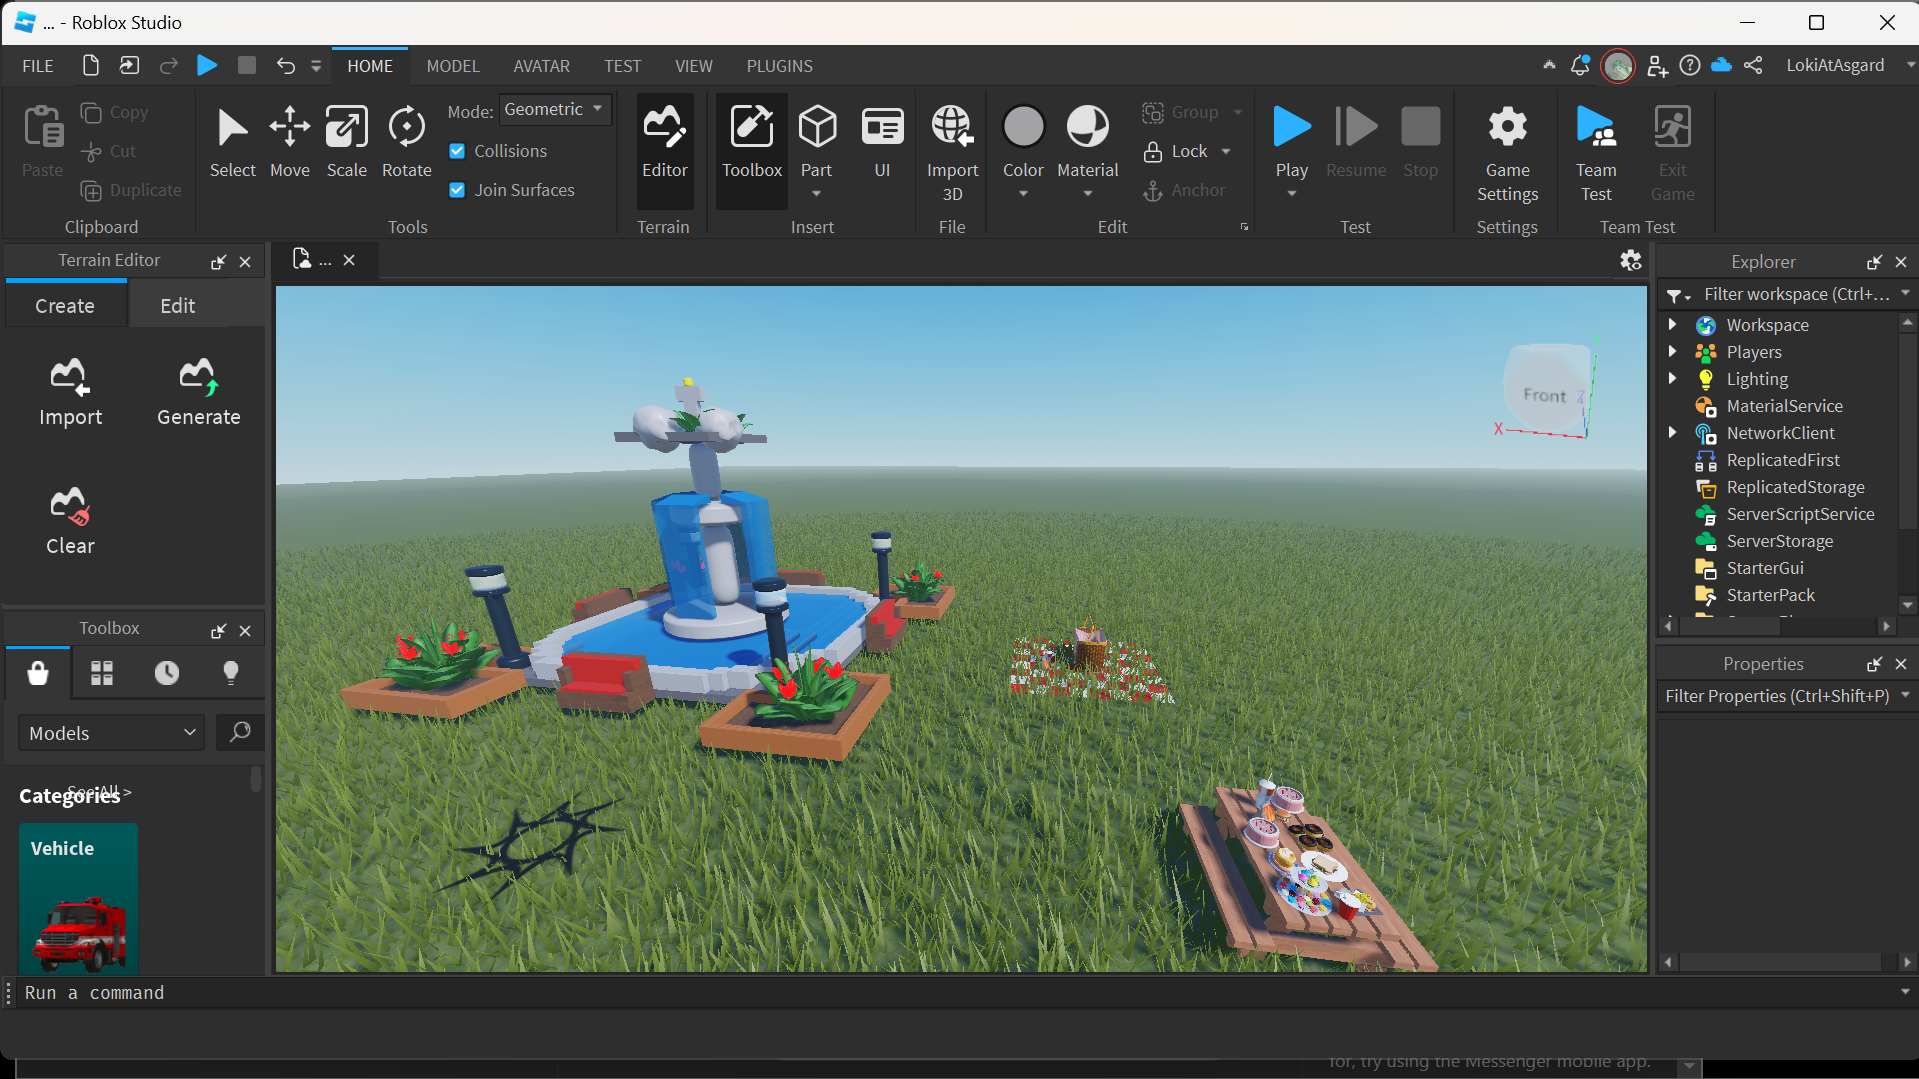 ... - Roblox Studio
FILE
HOME
MODEL
AVATAR
TEST
VIEW
PLUGINS
LokiAtAsgard
Paste
Copy
Cut
Duplicate
Clipboard
Select
Move
Scale
Rotate
Mode: Geometric
Collisions
Join Surfaces
Tools
Editor
Terrain
Toolbox
Part
UI
Insert
Import
3D
File
Color
Material
Group
Lock
Anchor
Edit
Play
Resume
Stop
Test
Game
Settings
Settings
Team
Test
Exit
Game
Team Test
Terrain Editor
Create
Edit
Import
Generate
Clear
Toolbox
Models
Categories
See All >
Vehicle
...
Front
X
Z
Explorer
Filter workspace (Ctrl+...
Workspace
Players
Lighting
MaterialService
NetworkClient
ReplicatedFirst
ReplicatedStorage
ServerScriptService
ServerStorage
StarterGui
StarterPack
Properties
Filter Properties (Ctrl+Shift+P)
Run a command
for, try using the Messenger mobile app.